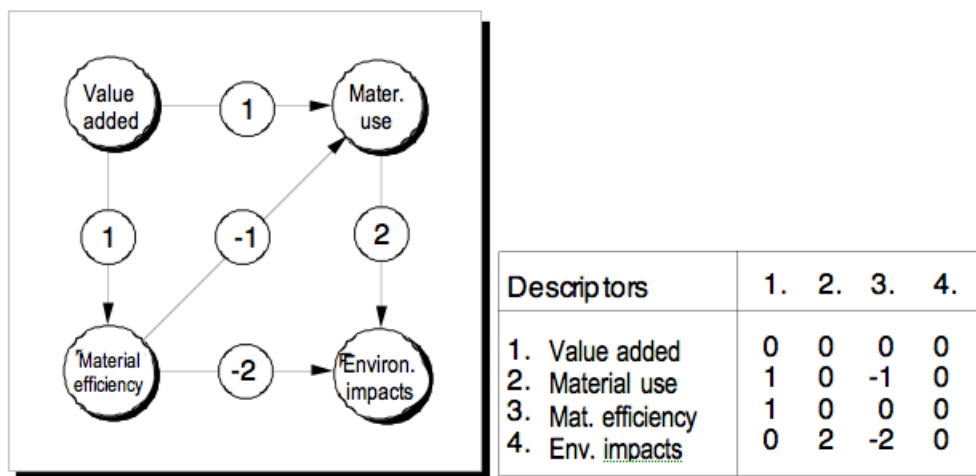 Value
added
1
Mater.
use
1
-1
2
Material
efficiency
-2
Environ.
impacts
Descriptors 1. 2. 3. 4.
1. Value added 0 0 0 0
2. Material use 1 0 -1 0
3. Mat. efficiency 1 0 0 0
4. Env. impacts 0 2 -2 0